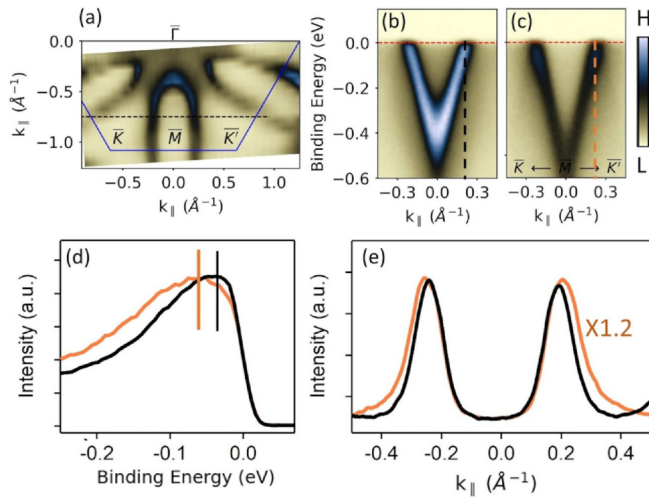 (a)
Γ̅
0.0
−0.5
−1.0
k∥ (Å⁻¹)
K̅
M̅
K̅'
−0.5 0.0 0.5 1.0
k∥ (Å⁻¹)
(b)
(c)
H
L
Binding Energy (eV)
0.0
−0.2
−0.4
−0.6
K̅ ← M̅ → K̅'
−0.3 0.0 0.3
−0.3 0.0 0.3
k∥ (Å⁻¹)
k∥ (Å⁻¹)
(d)
Intensity (a.u.)
-0.2 -0.1 0.0
Binding Energy (eV)
(e)
X1.2
Intensity (a.u.)
-0.4 -0.2 0.0 0.2 0.4
k∥ (Å⁻¹)